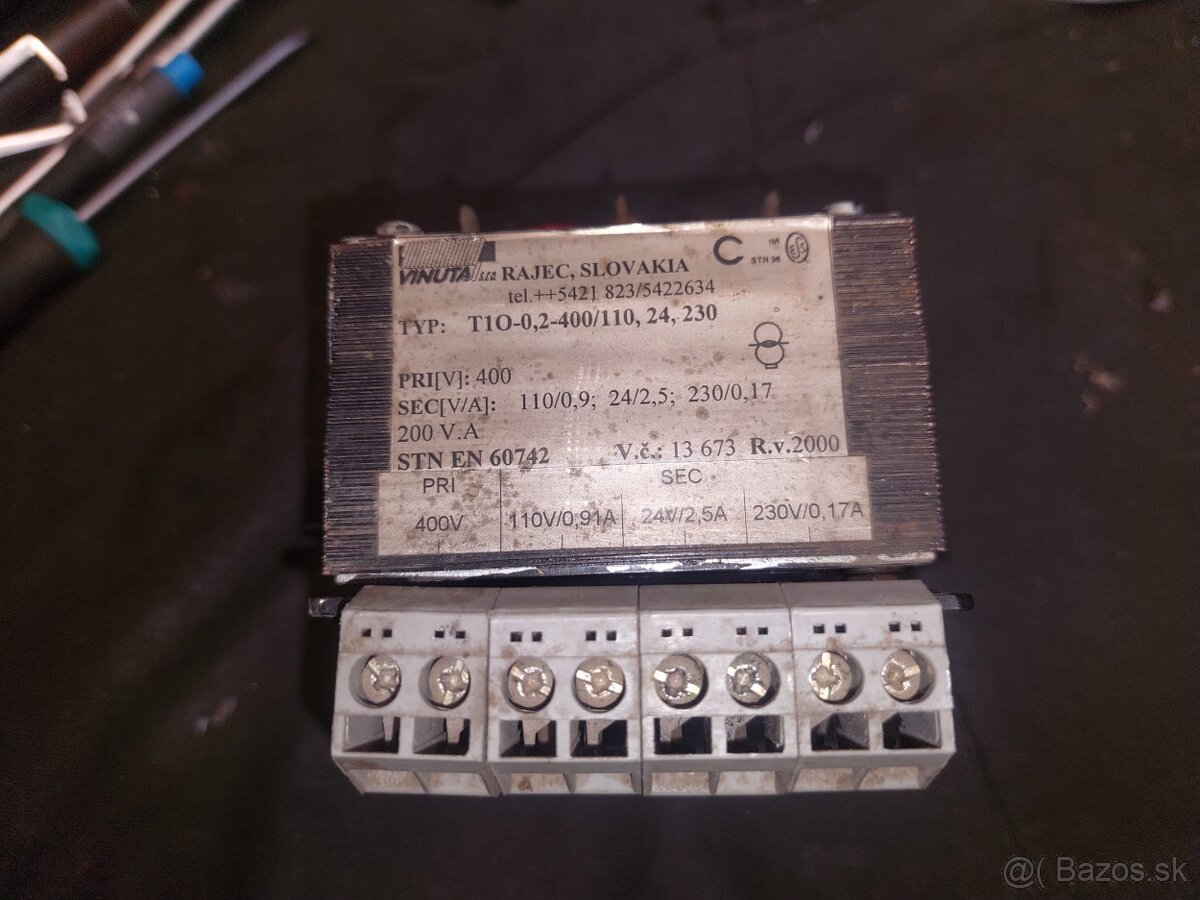 VINUTA s.r.o. RAJEC, SLOVAKIA
tel.++5421 823/5422634
TYP: T1O-0,2-400/110, 24, 230
PRI[V]: 400
SEC[V/A]: 110/0,9; 24/2,5; 230/0,17
200 V.A
STN EN 60742 V.č.: 13 673 R.v.2000
C
101
STN 96
PRI SEC
400V 110V/0,91A 24V/2,5A 230V/0,17A
@( Bazos.sk